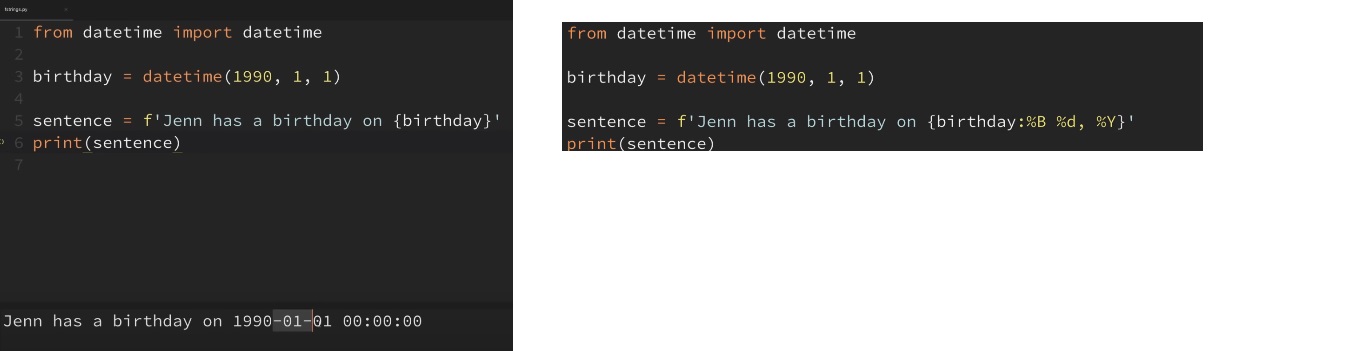 fstrings.py
1 from datetime import datetime
2
3 birthday = datetime(1990, 1, 1)
4
5 sentence = f'Jenn has a birthday on {birthday}'
6 print(sentence)
7
Jenn has a birthday on 1990-01-01 00:00:00
from datetime import datetime
birthday = datetime(1990, 1, 1)
sentence = f'Jenn has a birthday on {birthday:%B %d, %Y}'
print(sentence)